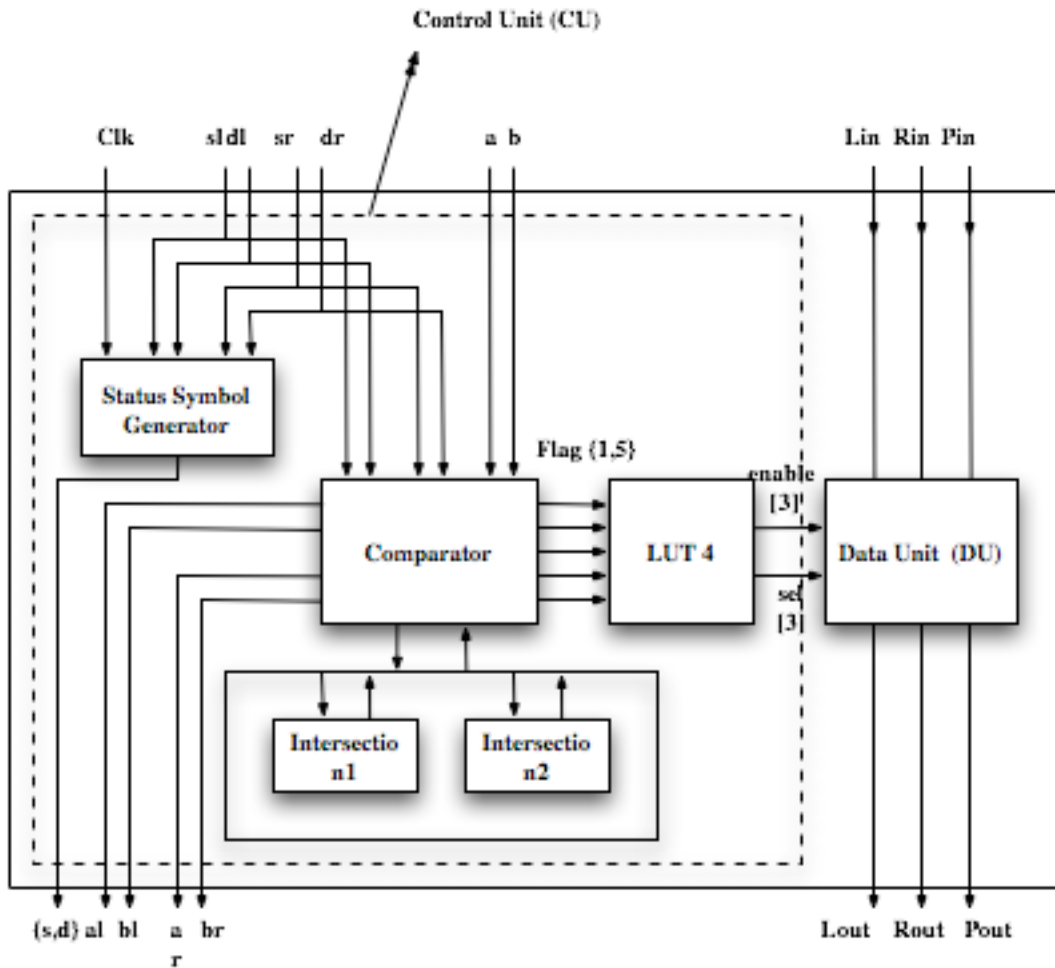 Control Unit (CU)
Clk sl dl sr dr a b Lin Rin Pin
Status Symbol
Generator
Flag {1,5}
enable
[3]
Comparator
LUT 4
Data Unit (DU)
sel
[3]
Intersectio
n1
Intersectio
n2
{s,d} al bl a br Lout Rout Pout
r